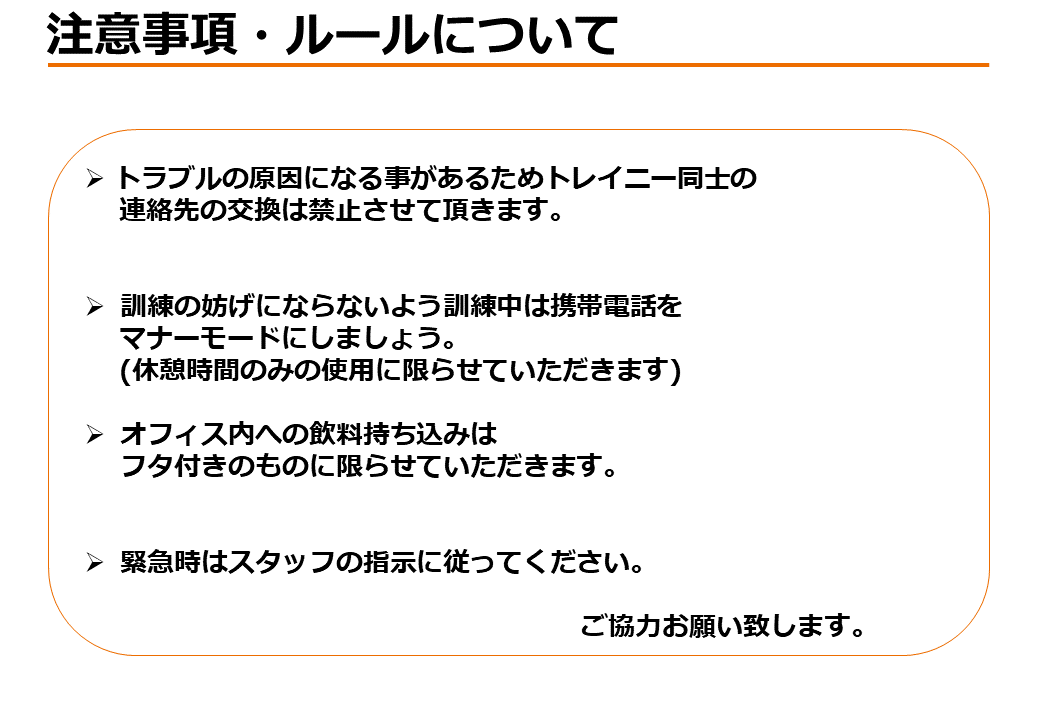 注意事項・ルールについて
➢ トラブルの原因になる事があるためトレイニー同士の
連絡先の交換は禁止させて頂きます。
➢ 訓練の妨げにならないよう訓練中は携帯電話を
マナーモードにしましょう。
(休憩時間のみの使用に限らせていただきます)
➢ オフィス内への飲料持ち込みは
フタ付きのものに限らせていただきます。
➢ 緊急時はスタッフの指示に従ってください。
ご協力お願い致します。